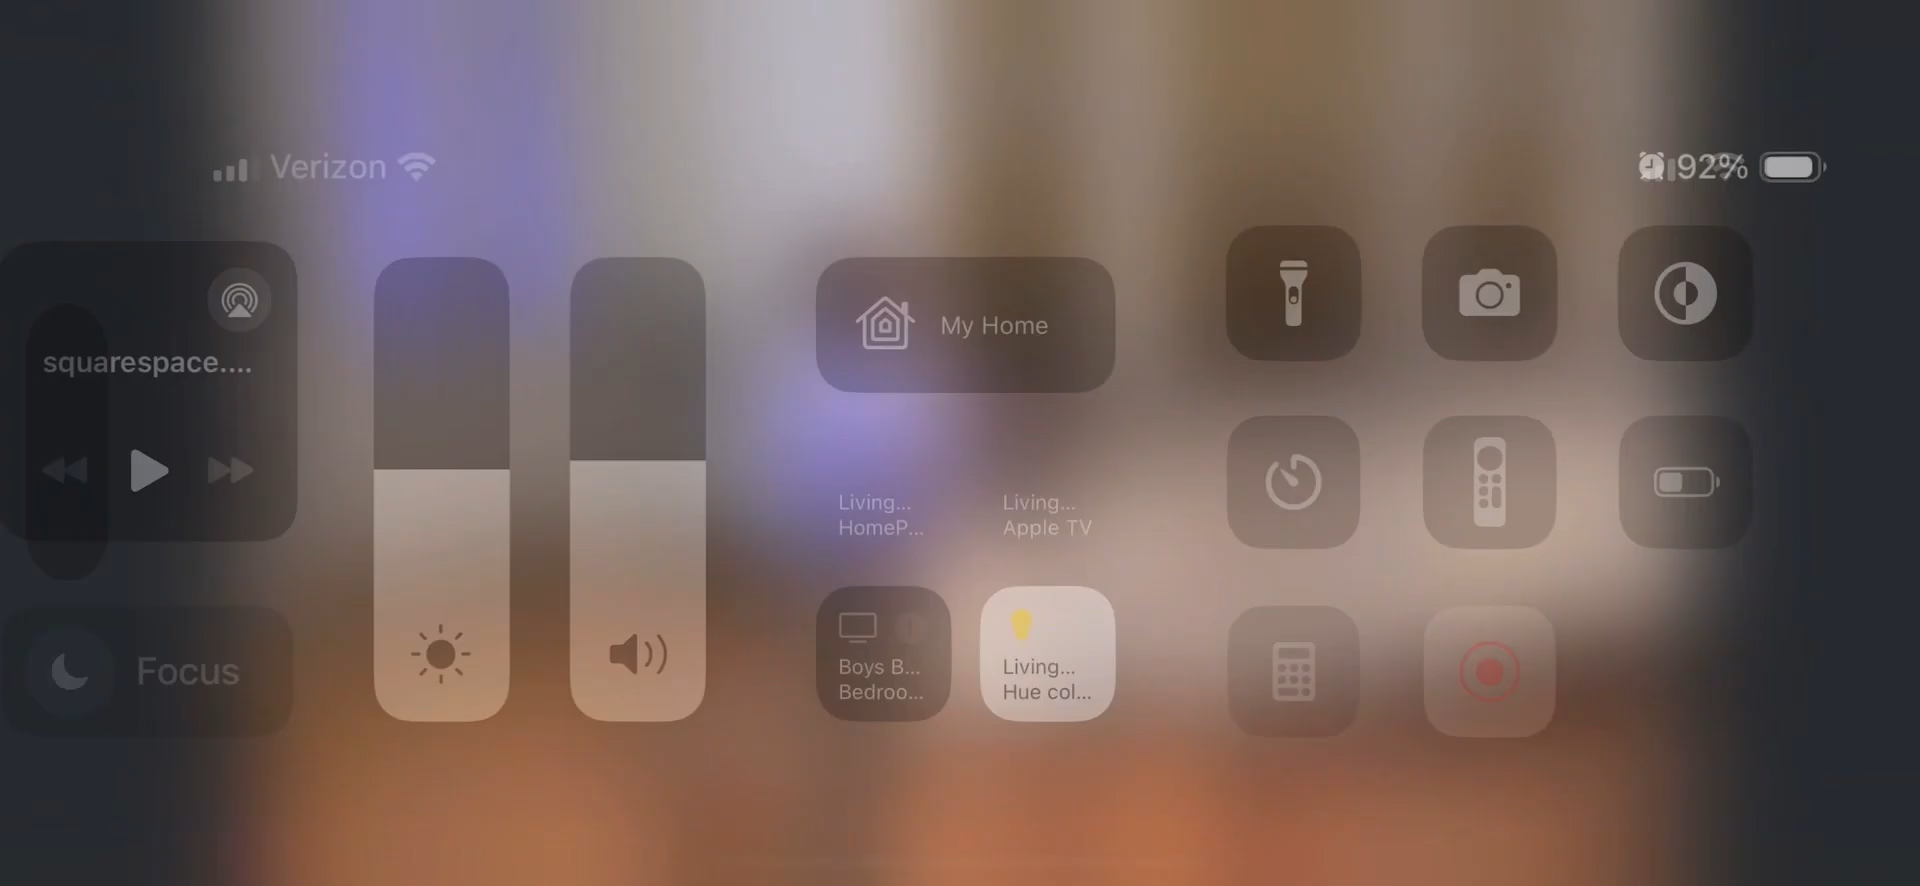 Verizon
92%
squarespace....
Focus
My Home
Living...
HomeP...
Living...
Apple TV
Boys B...
Bedroo...
Living...
Hue col...